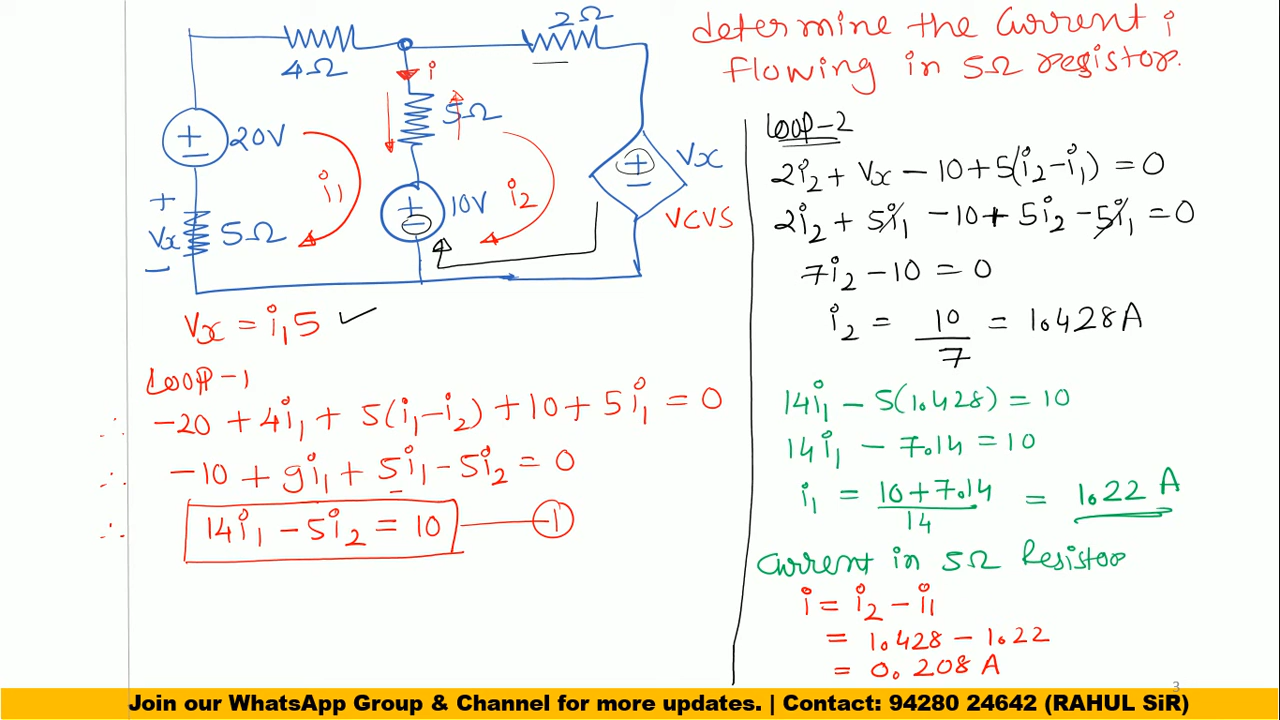 determine the current i
flowing in 5Ω resistor.
4Ω
2Ω
i
5Ω
+
−
20V
i1
+
Vx
−
5Ω
+
−
10V
i2
+
−
Vx
VCVS
Vx = i1 5 ✓
Loop-1
∴ -20 + 4i1 + 5(i1-i2) + 10 + 5i1 = 0
∴ -10 + 9i1 + 5i1 - 5i2 = 0
∴ 14i1 - 5i2 = 10 — 1
Loop-2
2i2 + Vx - 10 + 5(i2-i1) = 0
2i2 + 5i1 - 10 + 5i2 - 5i1 = 0
7i2 - 10 = 0
i2 = 10/7 = 1.428A
14i1 - 5(1.428) = 10
14i1 - 7.14 = 10
i1 = 10+7.14/14 = 1.22 A
Current in 5Ω Resistor
i = i2 - i1
= 1.428 - 1.22
= 0.208 A
3
Join our WhatsApp Group & Channel for more updates. | Contact: 94280 24642 (RAHUL SiR)